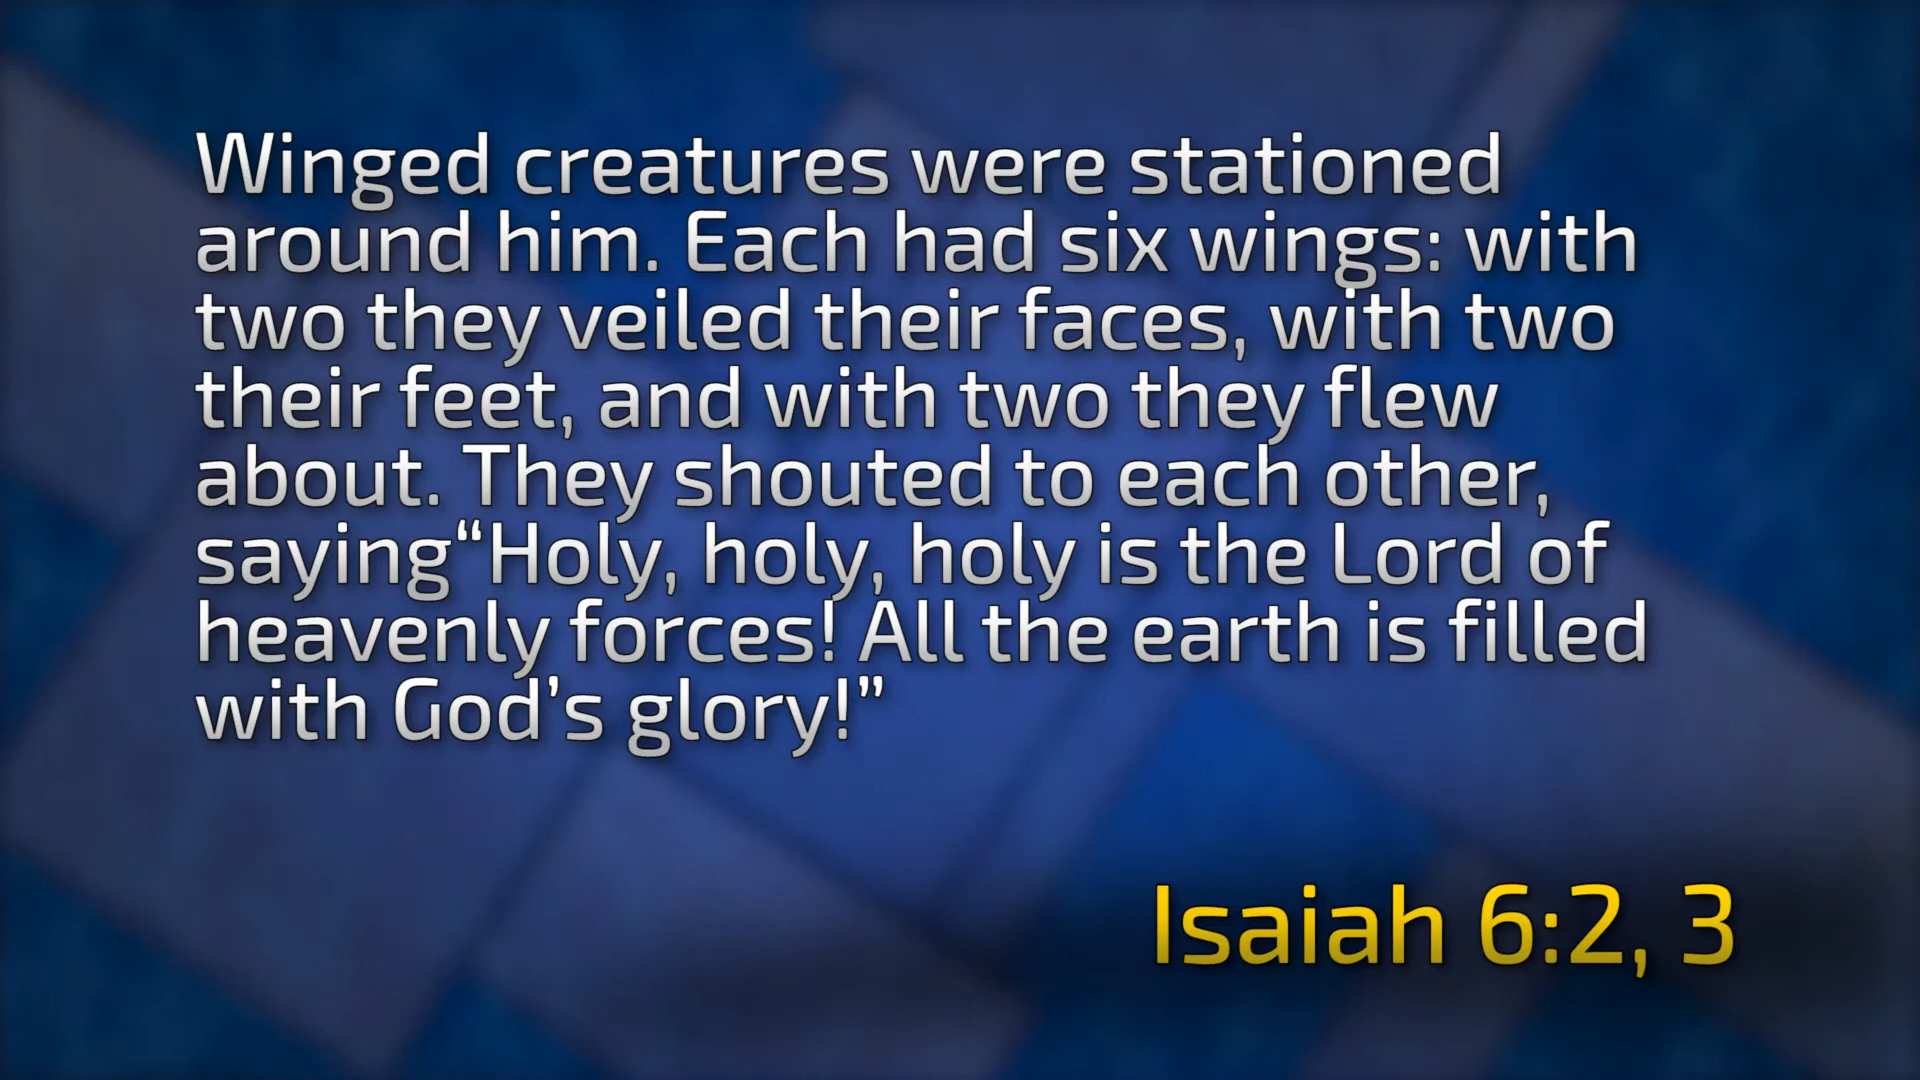 Winged creatures were stationed
around him. Each had six wings: with
two they veiled their faces, with two
their feet, and with two they flew
about. They shouted to each other,
saying“Holy, holy, holy is the Lord of
heavenly forces! All the earth is filled
with God’s glory!”
Isaiah 6:2, 3